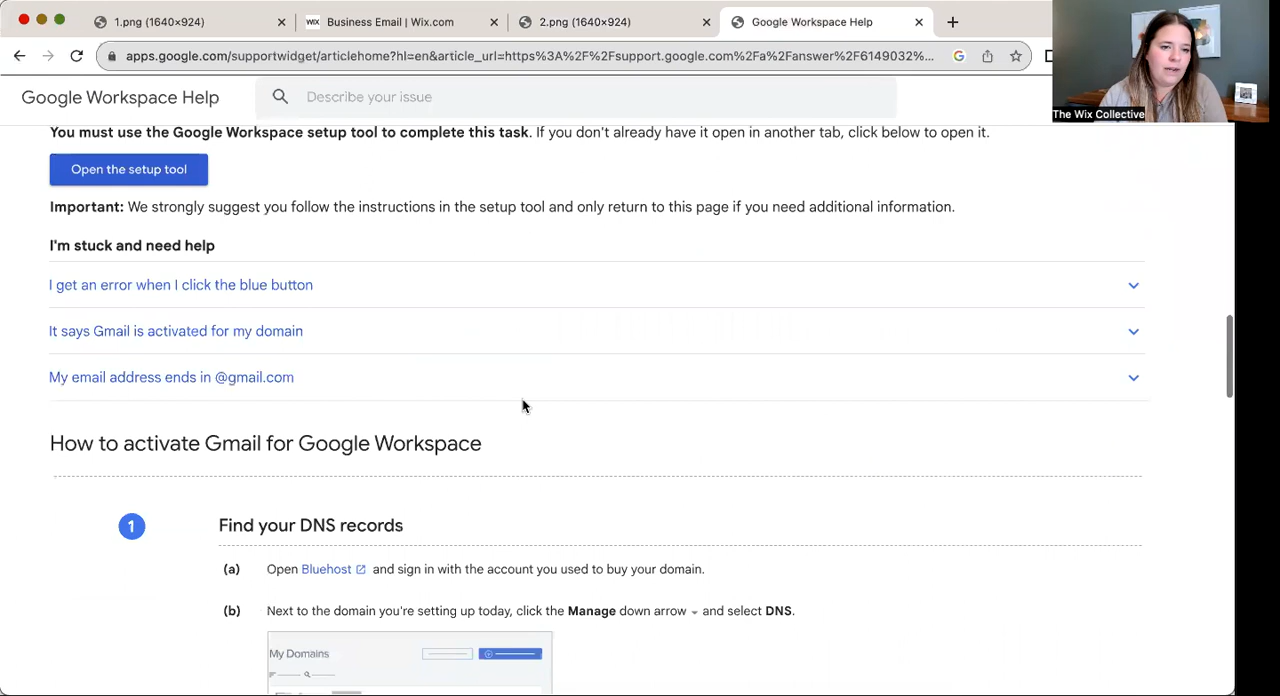 1.png (1640×924)
WIX Business Email | Wix.com
2.png (1640×924)
Google Workspace Help
apps.google.com/supportwidget/articlehome?hl=en&article_url=https%3A%2F%2Fsupport.google.com%2Fa%2Fanswer%2F6149032%...
The Wix Collective
Google Workspace Help
Describe your issue
You must use the Google Workspace setup tool to complete this task. If you don't already have it open in another tab, click below to open it.
Open the setup tool
Important: We strongly suggest you follow the instructions in the setup tool and only return to this page if you need additional information.
I'm stuck and need help
I get an error when I click the blue button
It says Gmail is activated for my domain
My email address ends in @gmail.com
How to activate Gmail for Google Workspace
1 Find your DNS records
(a) Open Bluehost and sign in with the account you used to buy your domain.
(b) Next to the domain you're setting up today, click the Manage down arrow and select DNS.
My Domains